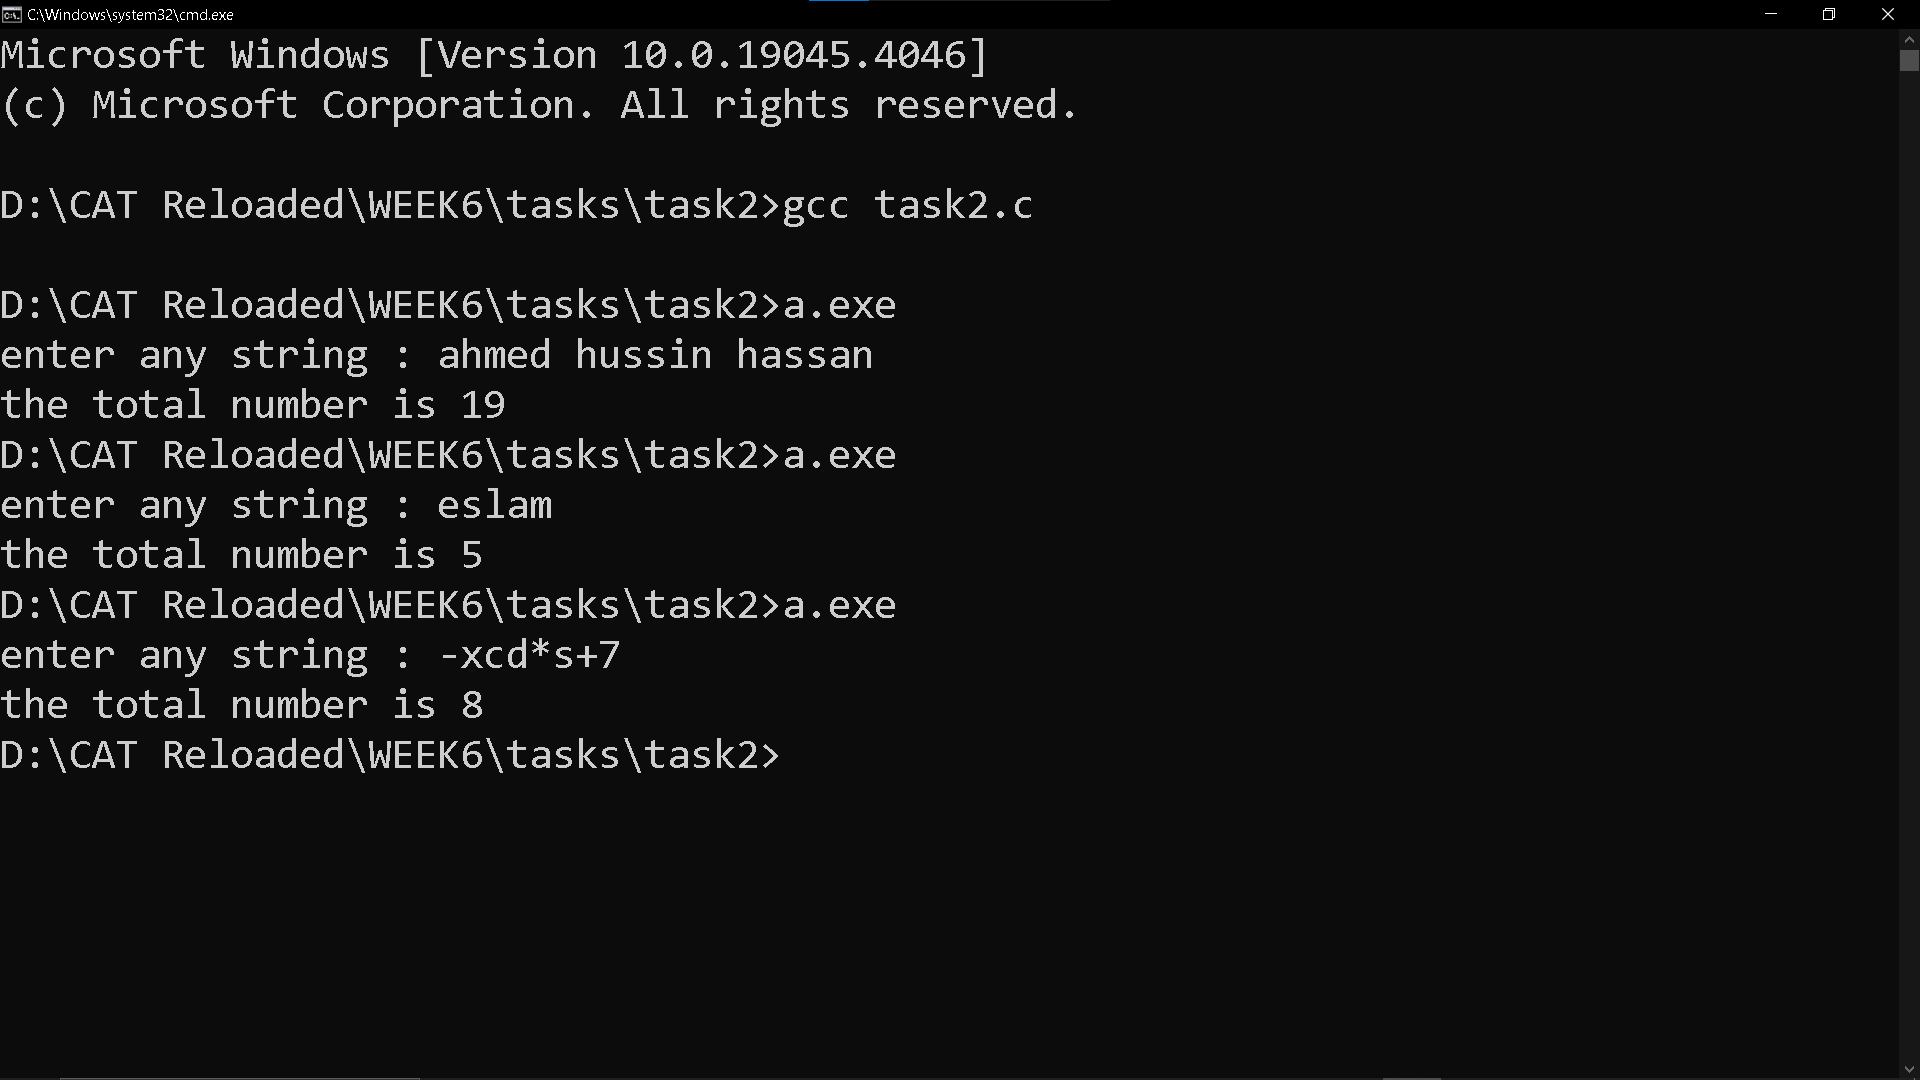 C:\Windows\system32\cmd.exe
Microsoft Windows [Version 10.0.19045.4046]
(c) Microsoft Corporation. All rights reserved.
D:\CAT Reloaded\WEEK6\tasks\task2>gcc task2.c
D:\CAT Reloaded\WEEK6\tasks\task2>a.exe
enter any string : ahmed hussin hassan
the total number is 19
D:\CAT Reloaded\WEEK6\tasks\task2>a.exe
enter any string : eslam
the total number is 5
D:\CAT Reloaded\WEEK6\tasks\task2>a.exe
enter any string : -xcd*s+7
the total number is 8
D:\CAT Reloaded\WEEK6\tasks\task2>